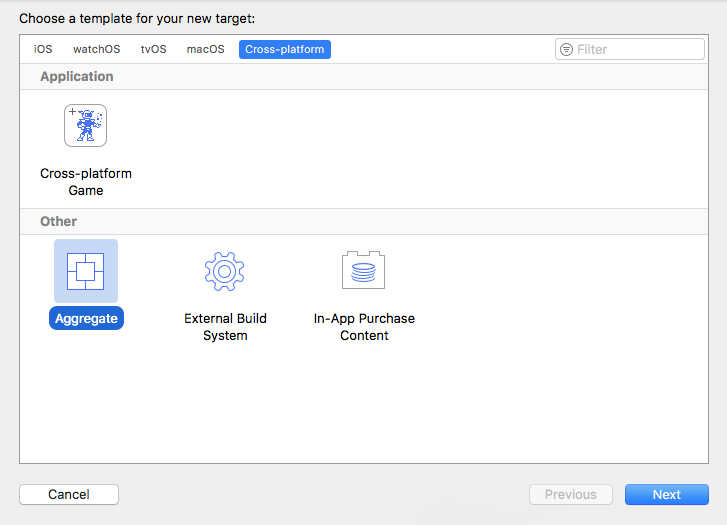 Choose a template for your new target:
iOS watchOS tvOS macOS Cross-platform Filter
Application
Cross-platform
Game
Other
Aggregate
External Build
System
In-App Purchase
Content
Cancel Previous Next